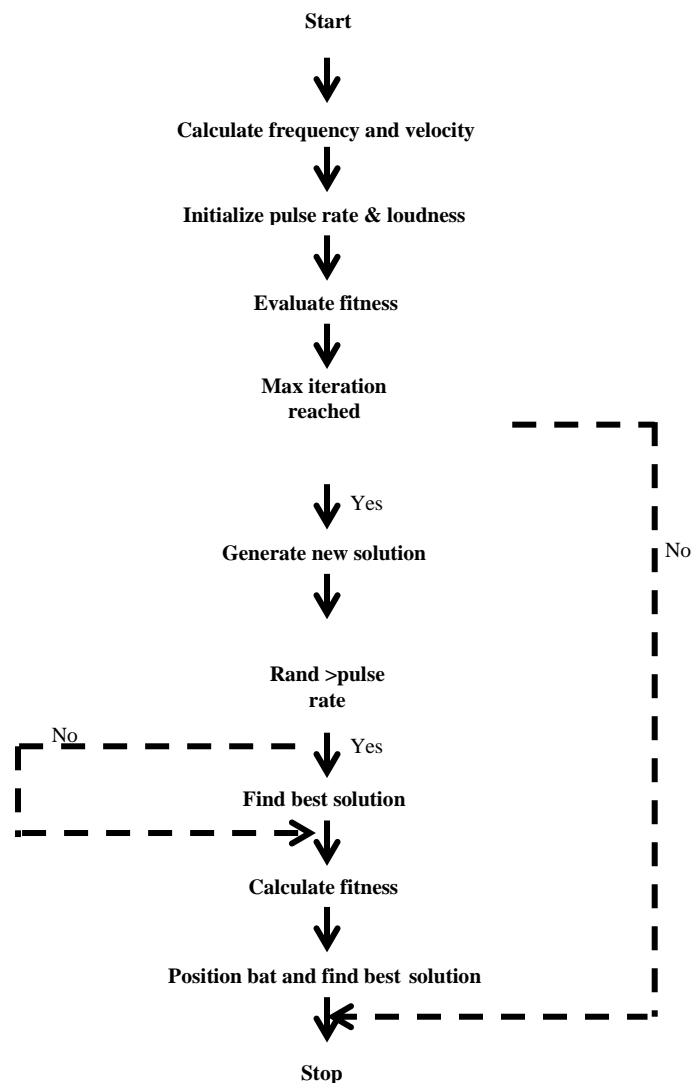 Start
Calculate frequency and velocity
Initialize pulse rate & loudness
Evaluate fitness
Max iteration
reached
Yes
Generate new solution
No
Rand >pulse
rate
No
Yes
Find best solution
Calculate fitness
Position bat and find best solution
Stop